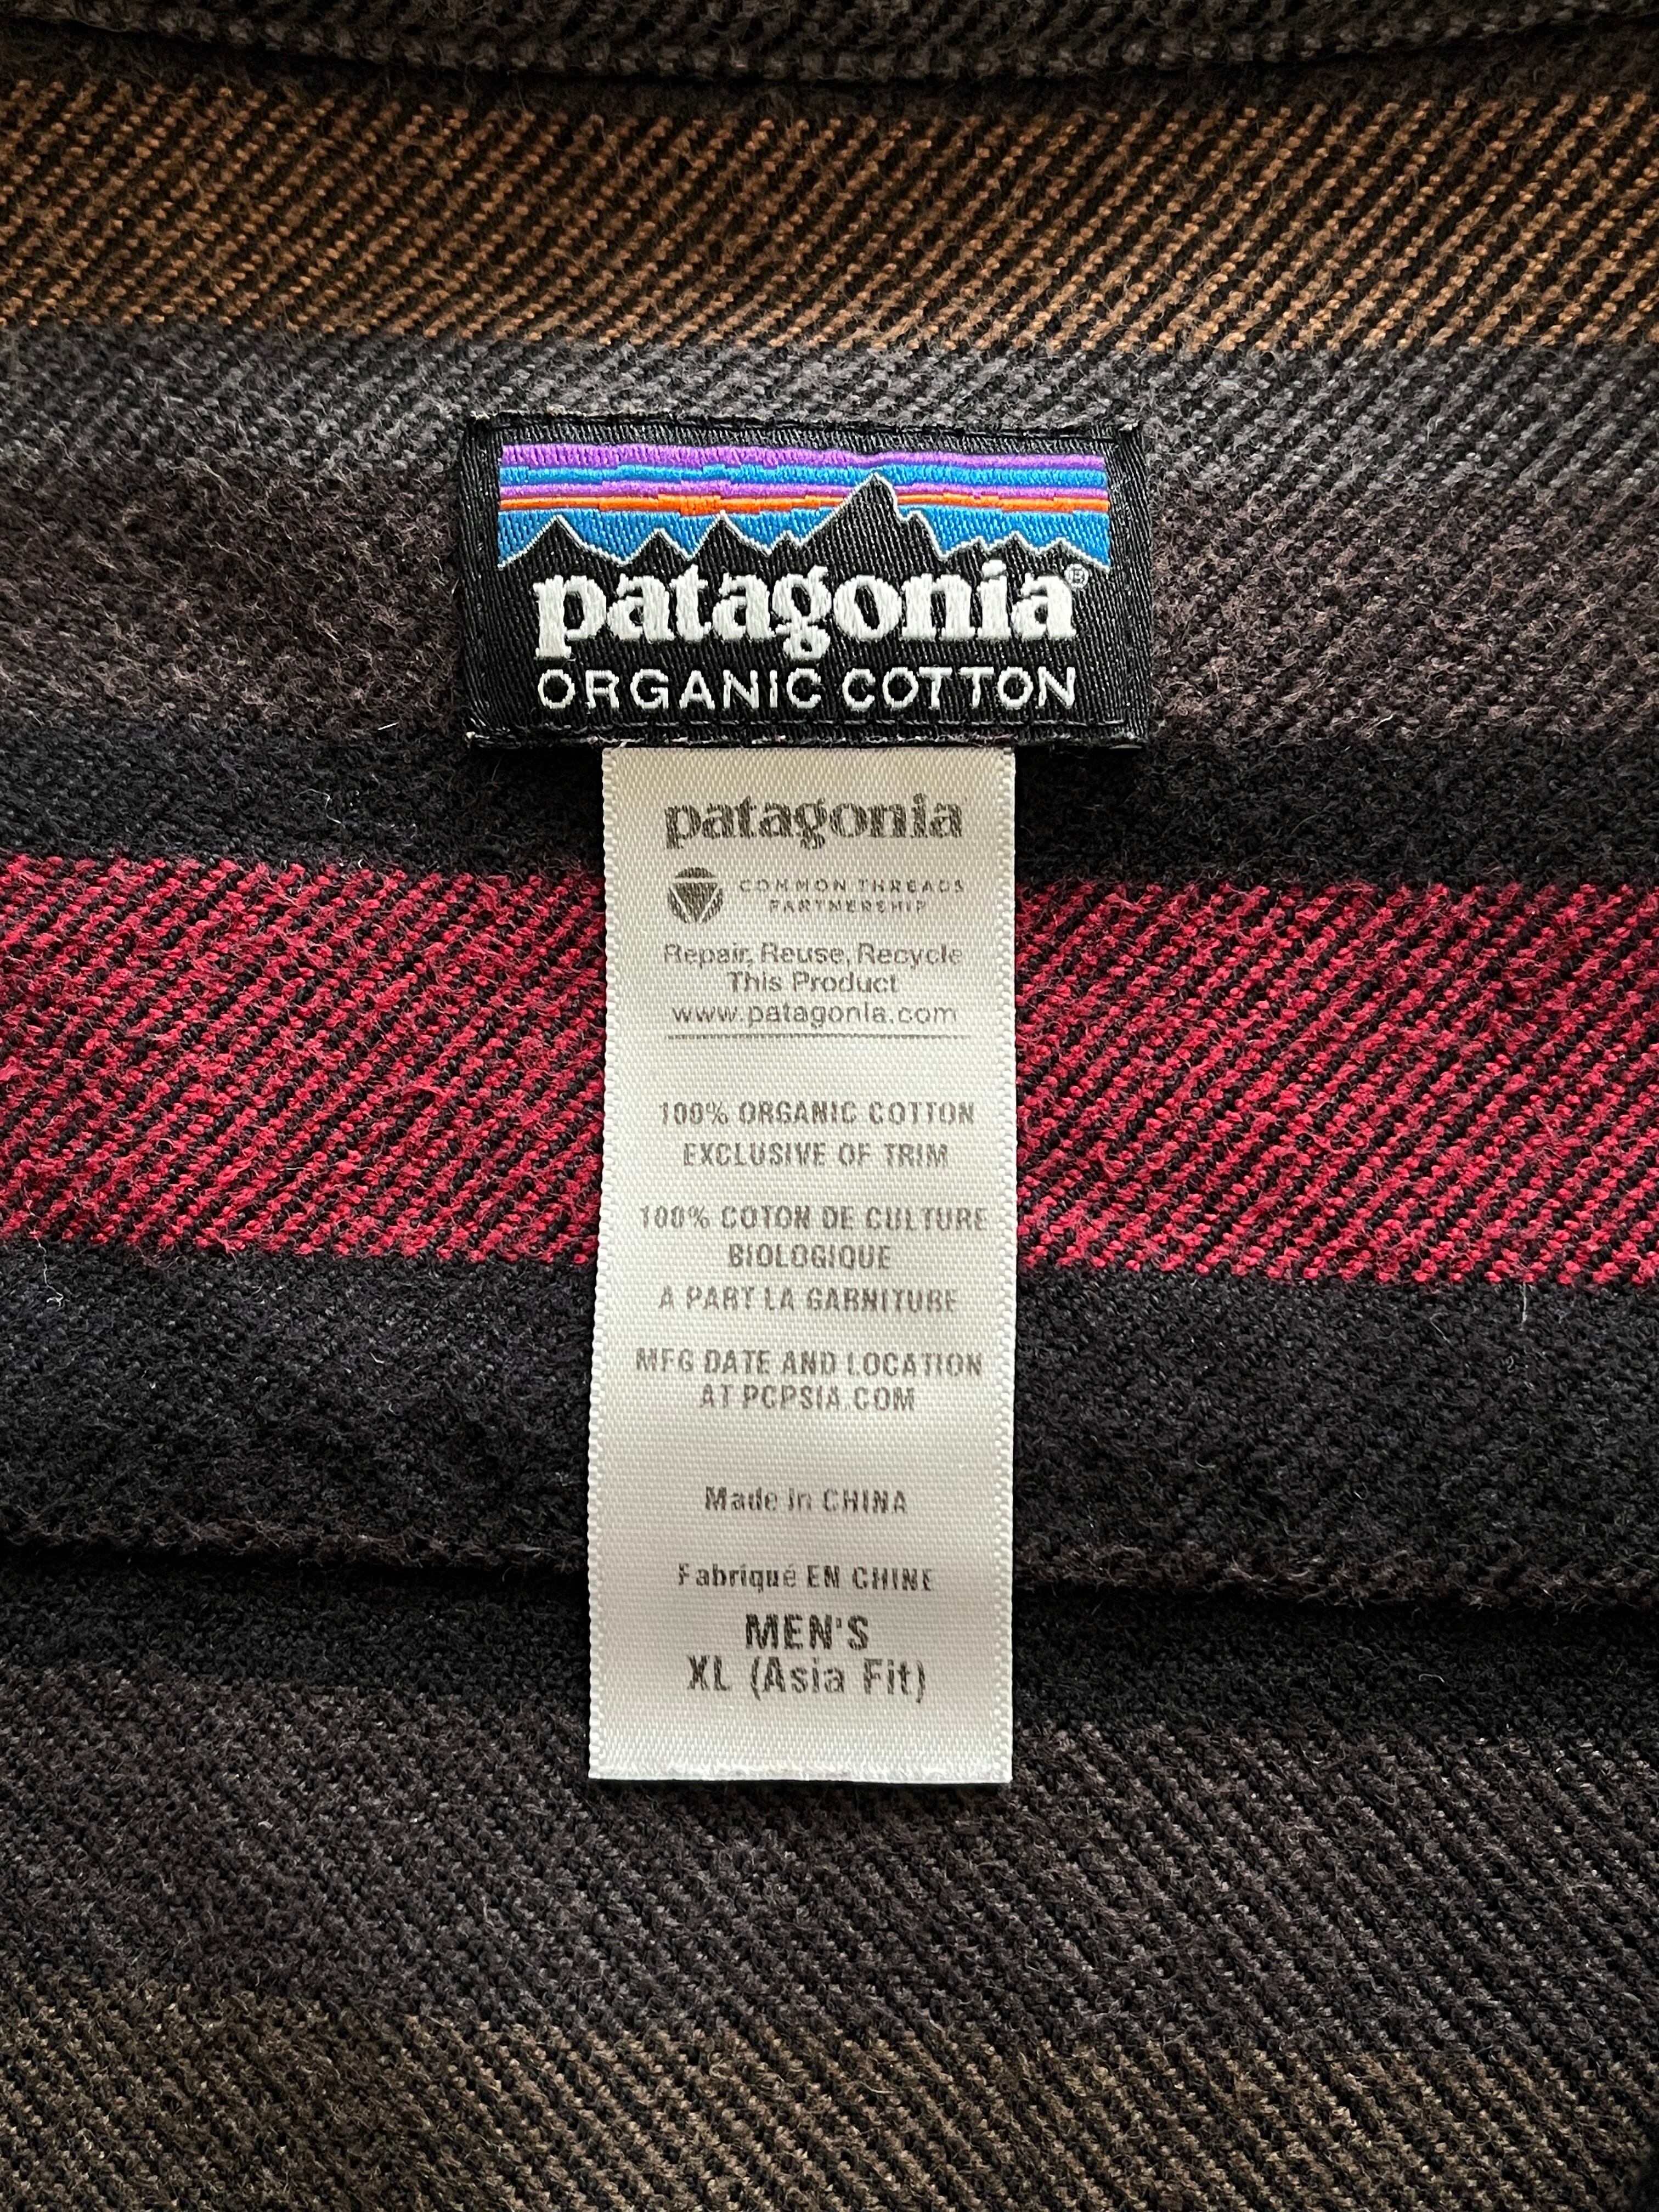 patagonia®
ORGANIC COTTON
patagonia
COMMON THREADS
PARTNERSHIP
Repair, Reuse, Recycle
This Product
www.patagonia.com
100% ORGANIC COTTON
EXCLUSIVE OF TRIM
100% COTON DE CULTURE
BIOLOGIQUE
A PART LA GARNITURE
MFG DATE AND LOCATION
AT PCPSIA.COM
Made in CHINA
Fabriqué EN CHINE
MEN'S
XL (Asia Fit)